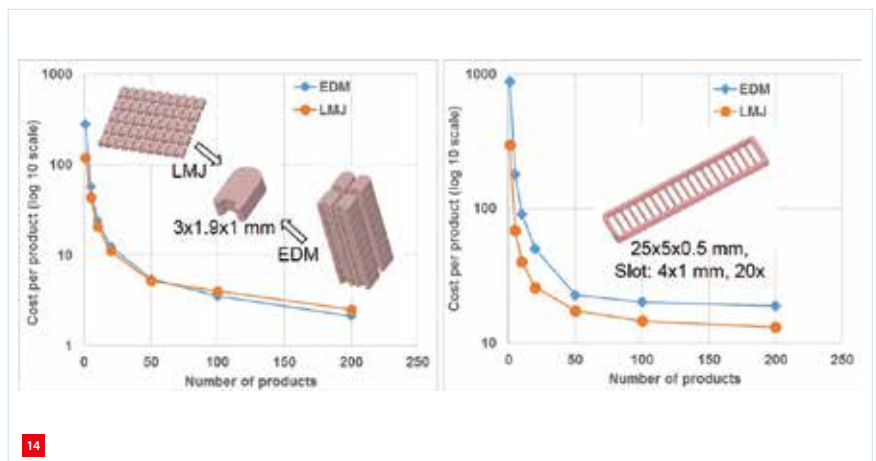 1000
100
10
1
Cost per product (log 10 scale)
EDM
LMJ
LMJ
3x1.9x1 mm
EDM
0 50 100 150 200 250
Number of products
1000
100
10
Cost per product (log 10 scale)
EDM
LMJ
25x5x0.5 mm,
Slot: 4x1 mm, 20x
0 50 100 150 200 250
Number of products
14